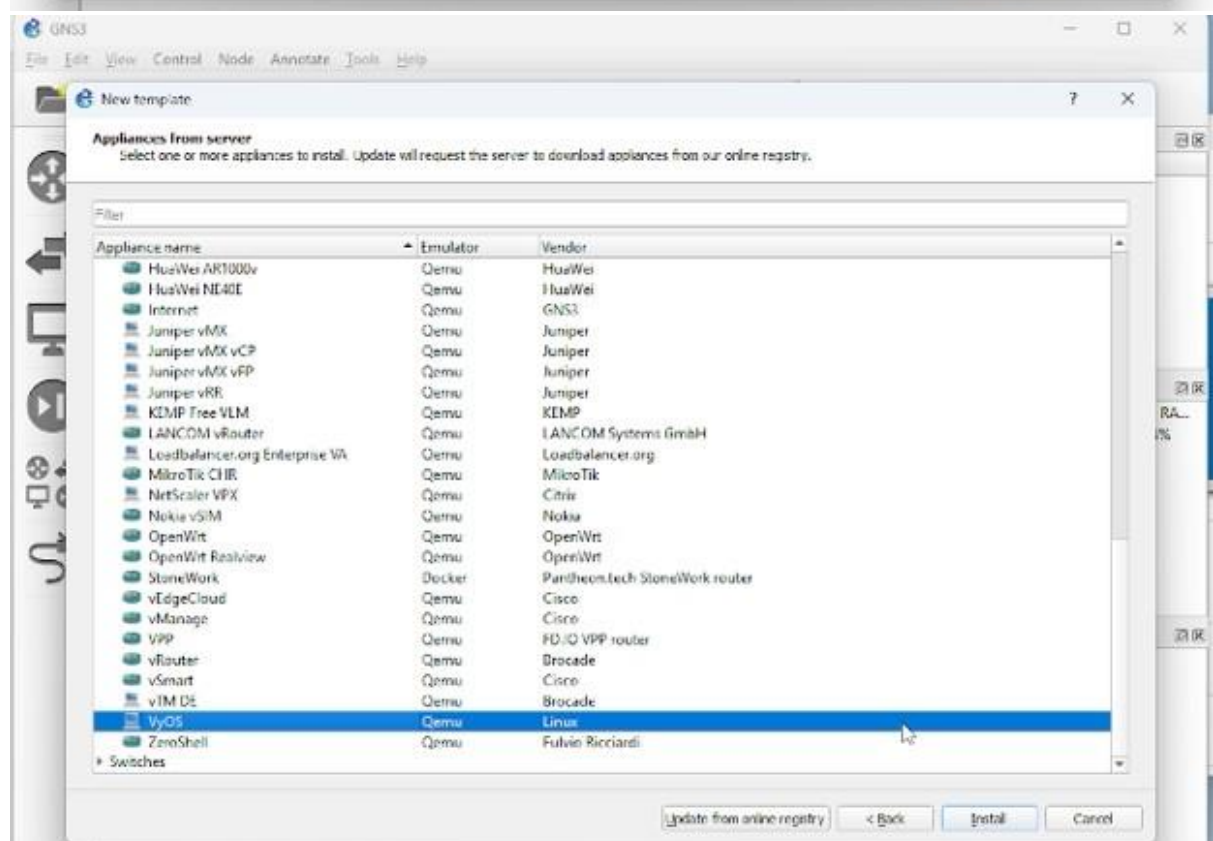 GNS3
File Edit View Control Node Annotate Tools Help
New template
Appliances from server
Select one or more appliances to install. Update will request the server to download appliances from our online registry.
Filter
Appliance name Emulator Vendor
HuaWei AR1000v Qemu HuaWei
HuaWei NE40E Qemu HuaWei
Internet Qemu GNS3
Juniper vMX Qemu Juniper
Juniper vMX vCP Qemu Juniper
Juniper vMX vFP Qemu Juniper
Juniper vRR Qemu Juniper
KEMP Free VLM Qemu KEMP
LANCOM vRouter Qemu LANCOM Systems GmbH
Loadbalancer.org Enterprise VA Qemu Loadbalancer.org
MikroTik CHR Qemu MikroTik
NetScaler VPX Qemu Citrix
Nokia vSIM Qemu Nokia
OpenWrt Qemu OpenWrt
OpenWrt Realview Qemu OpenWrt
StoneWork Docker Pantheon.tech StoneWork router
vEdgeCloud Qemu Cisco
vManage Qemu Cisco
VPP Qemu FD.IO VPP router
vRouter Qemu Brocade
vSmart Qemu Cisco
vTM DE Qemu Brocade
VyOS Qemu Linux
ZeroShell Qemu Fulvio Ricciardi
Switches
RA...
%
Update from online registry < Back Install Cancel